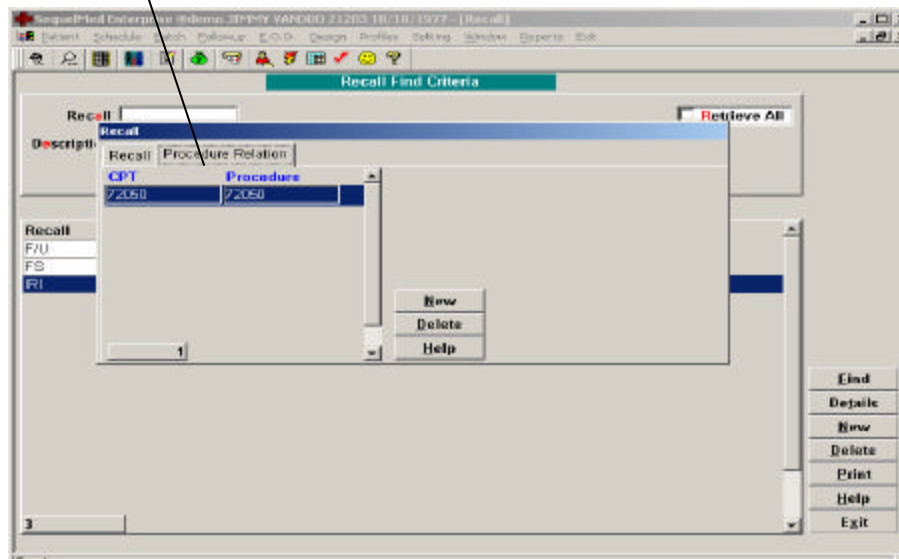 SequelMed Enterprise @demo JIMMY VANDOO 21203 10/10/1977 - [Recall]
Patient Schedule Batch Followup E.O.D. Design Profiles Setting Window Reports Exit
Recall Find Criteria
Recall
Retrieve All
Descripti
Recall
Recall Procedure Relation
CPT Procedure
72050 72050
Recall
F/U
FS
IRI
New
Delete
Help
1
Find
Details
New
Delete
Print
Help
Exit
3